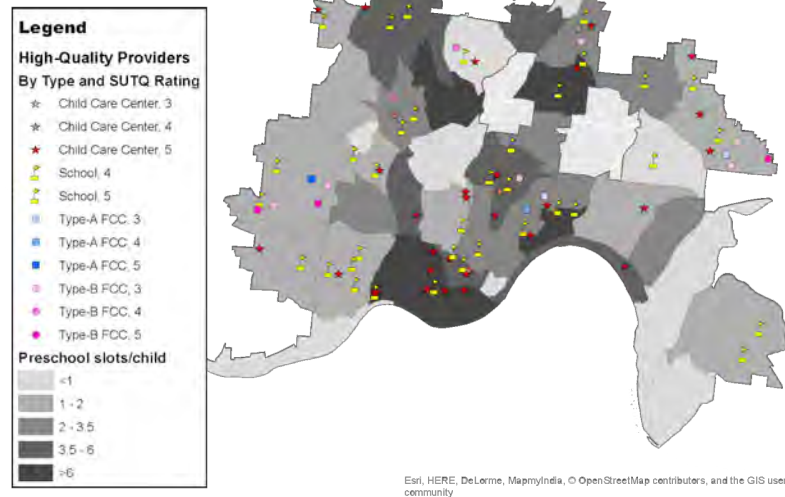 Legend
High-Quality Providers
By Type and SUTQ Rating
Child Care Center, 3
Child Care Center, 4
Child Care Center, 5
School, 4
School, 5
Type-A FCC, 3
Type-A FCC, 4
Type-A FCC, 5
Type-B FCC, 3
Type-B FCC, 4
Type-B FCC, 5
Preschool slots/child
<1
1 - 2
2 - 3.5
3.5 - 6
>6
Esri, HERE, DeLorme, MapmyIndia, © OpenStreetMap contributors, and the GIS user
community